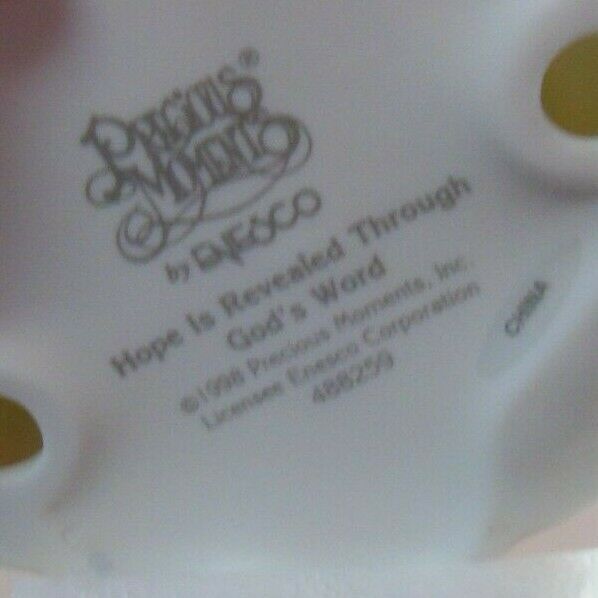 PRECIOUS®
MOMENTS
by ENESCO
Hope Is Revealed Through
God's Word
©1998 Precious Moments, Inc.
Licensee Enesco Corporation
488259
CHINA